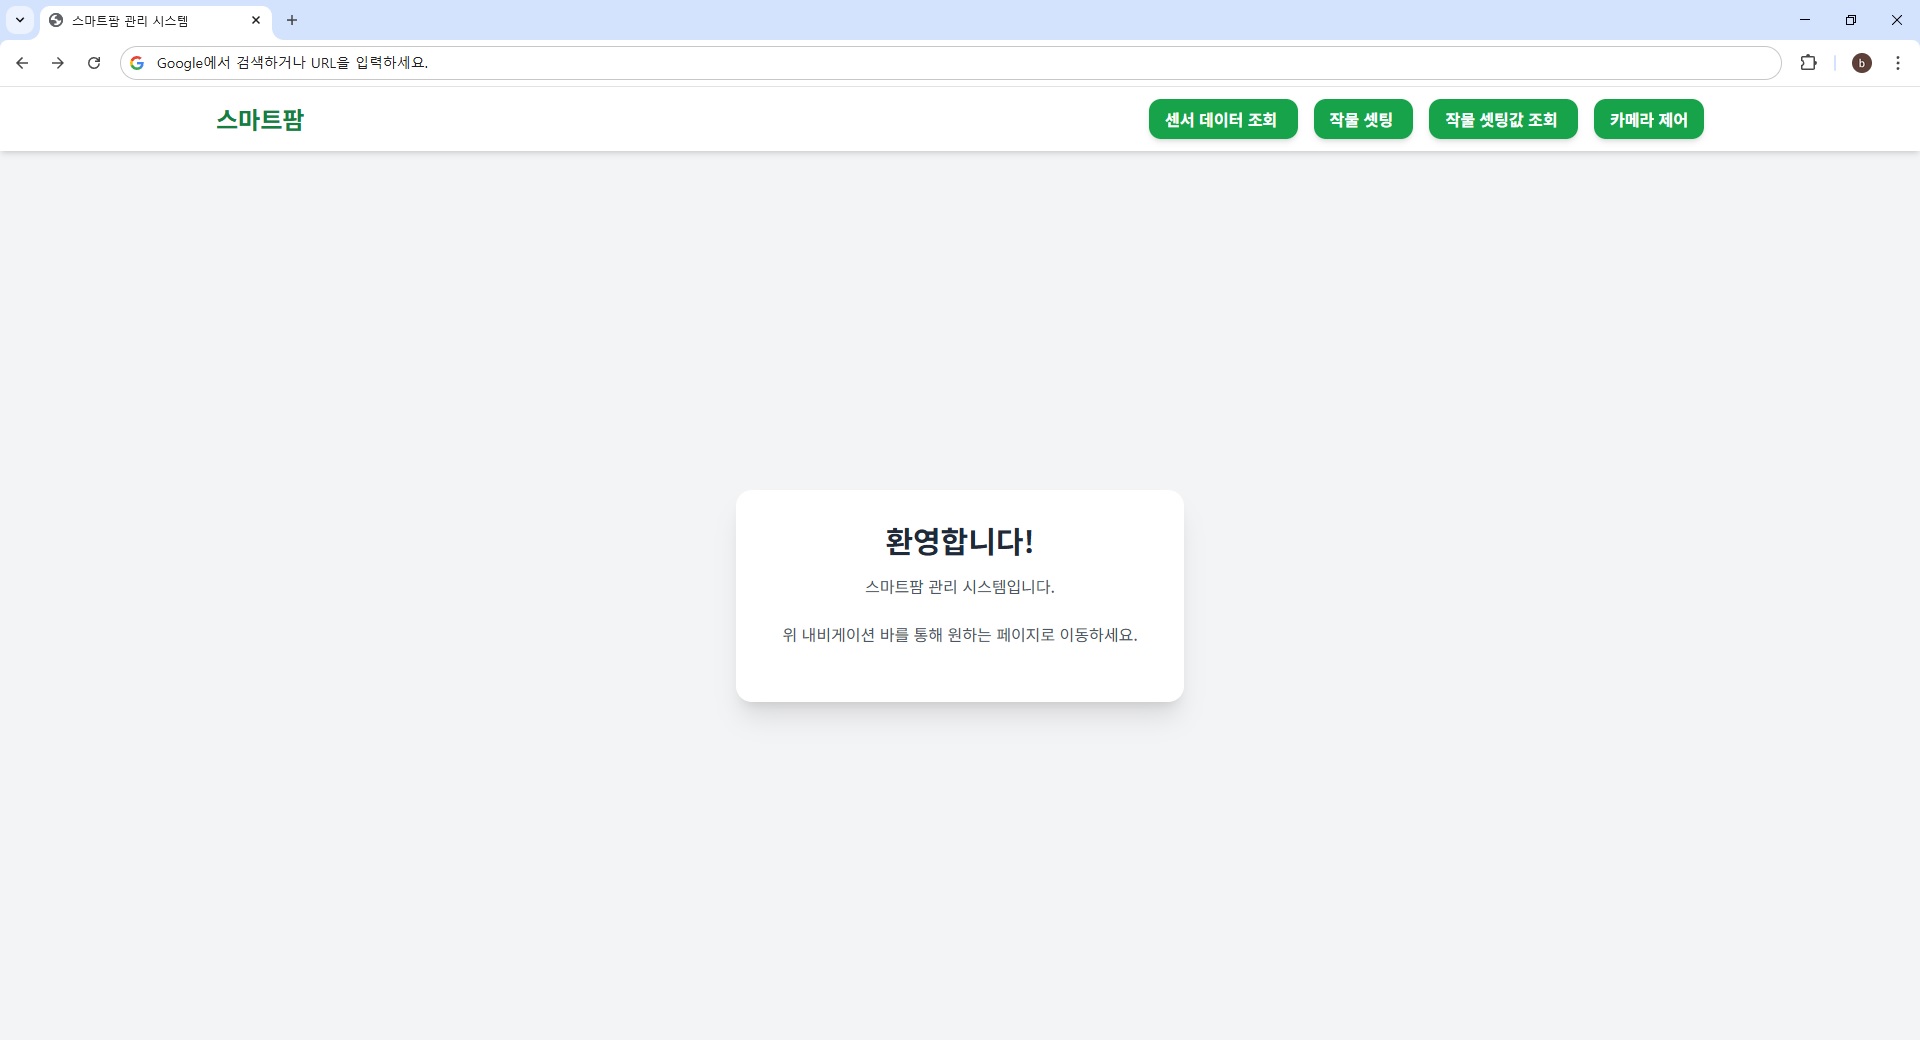 스마트팜 관리 시스템
Google에서 검색하거나 URL을 입력하세요.
b
스마트팜
센서 데이터 조회
작물 셋팅
작물 셋팅값 조회
카메라 제어
환영합니다!
스마트팜 관리 시스템입니다.
위 내비게이션 바를 통해 원하는 페이지로 이동하세요.